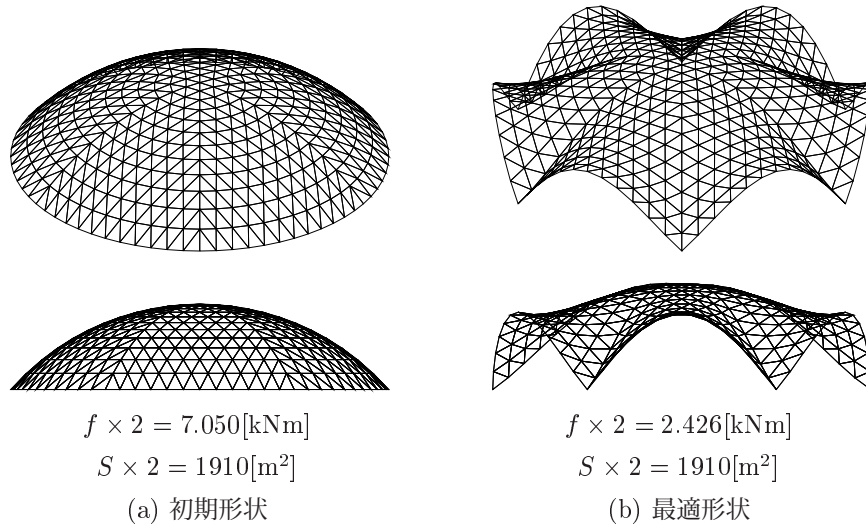 f × 2 = 7.050[kNm]
S × 2 = 1910[m²]
(a) 初期形状
f × 2 = 2.426[kNm]
S × 2 = 1910[m²]
(b) 最適形状